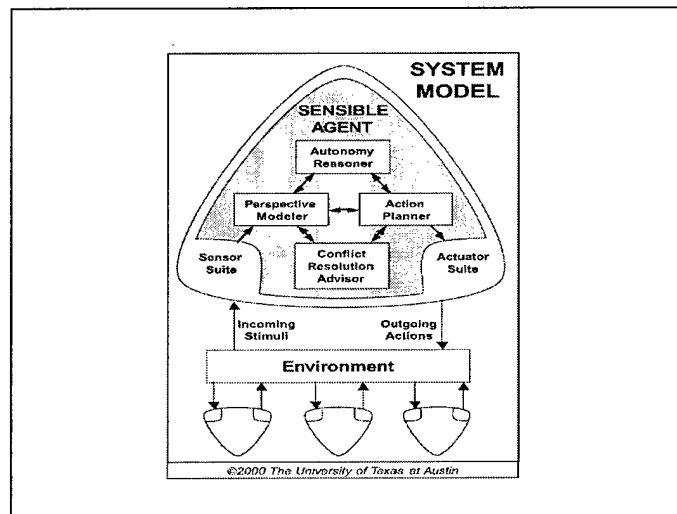 SYSTEM
MODEL
SENSIBLE
AGENT
Autonomy
Reasoner
Perspective
Modeler
Action
Planner
Sensor
Suite
Conflict
Resolution
Advisor
Actuator
Suite
Incoming
Stimuli
Outgoing
Actions
Environment
©2000 The University of Texas at Austin